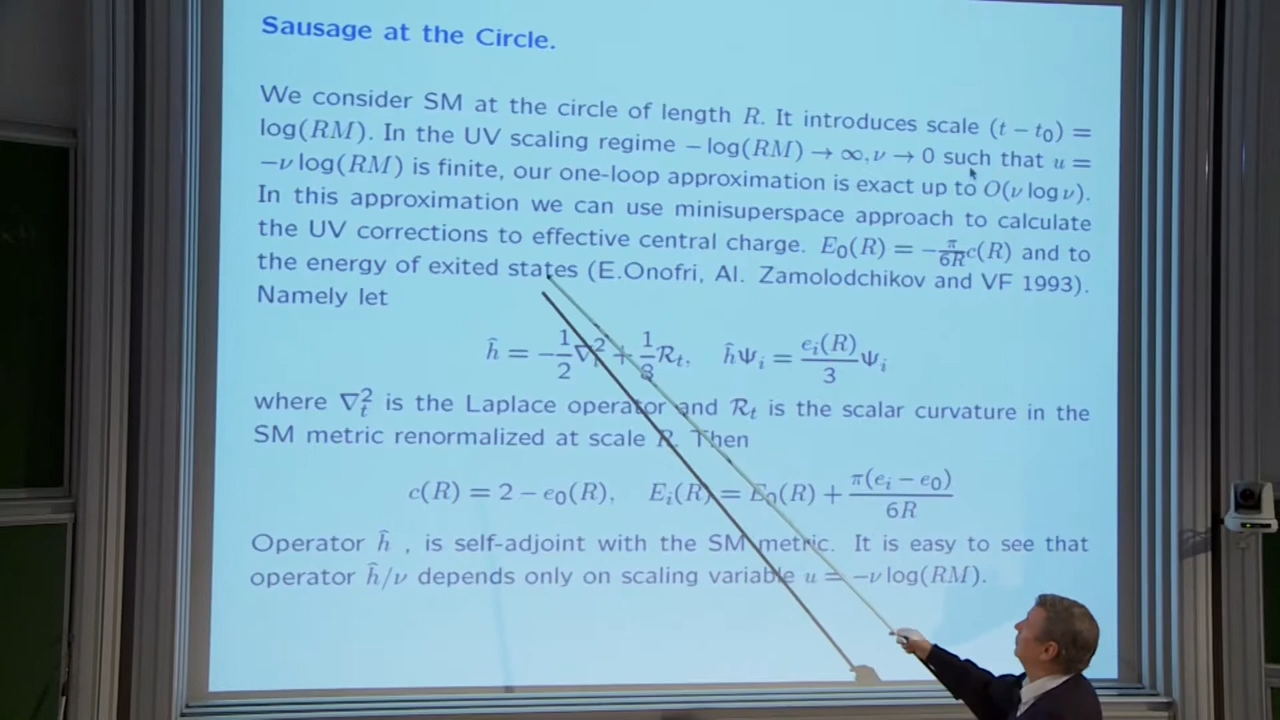 Sausage at the Circle.
We consider SM at the circle of length R. It introduces scale (t − t₀) =
log(RM). In the UV scaling regime − log(RM) → ∞, ν → 0 such that u =
−ν log(RM) is finite, our one-loop approximation is exact up to O(ν log ν).
In this approximation we can use minisuperspace approach to calculate
the UV corrections to effective central charge. E₀(R) = −π/6R c(R) and to
the energy of exited states (E.Onofri, Al. Zamolodchikov and VF 1993).
Namely let
ĥ = −1/2 ∇ₜ² + 1/8 ℛₜ, ĥΨᵢ = eᵢ(R)/3 Ψᵢ
where ∇ₜ² is the Laplace operator and ℛₜ is the scalar curvature in the
SM metric renormalized at scale R. Then
c(R) = 2 − e₀(R), Eᵢ(R) = E₀(R) + π(eᵢ − e₀)/6R
Operator ĥ , is self-adjoint with the SM metric. It is easy to see that
operator ĥ/ν depends only on scaling variable u = −ν log(RM).